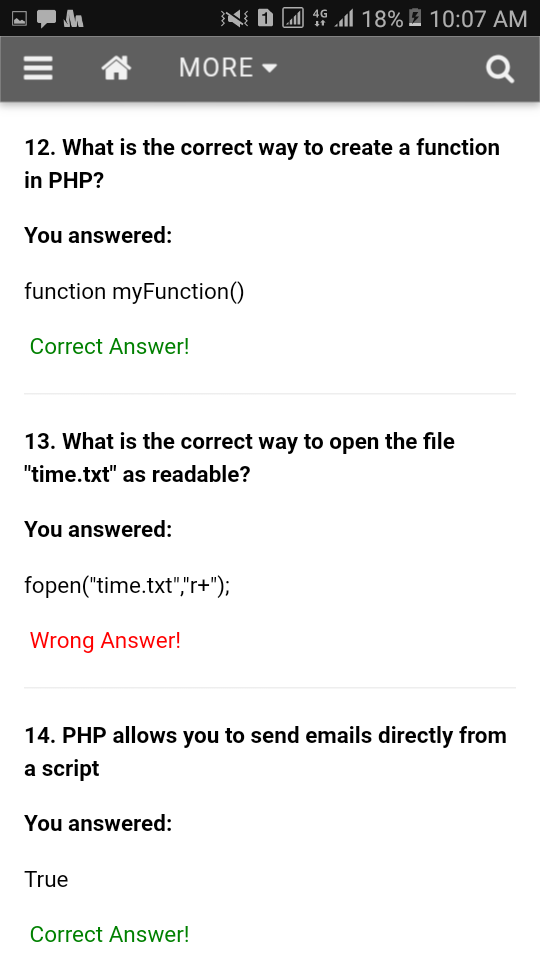 1 4G 18% 10:07 AM
MORE
12. What is the correct way to create a function
in PHP?
You answered:
function myFunction()
Correct Answer!
13. What is the correct way to open the file
"time.txt" as readable?
You answered:
fopen("time.txt","r+");
Wrong Answer!
14. PHP allows you to send emails directly from
a script
You answered:
True
Correct Answer!